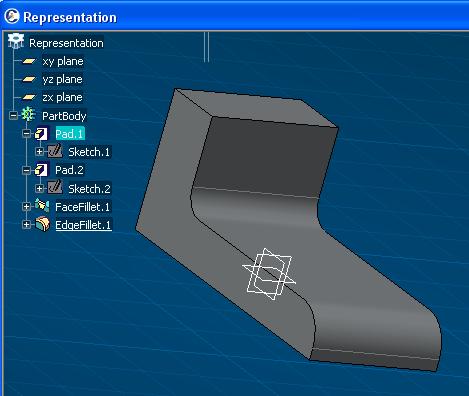 Representation
Representation
xy plane
yz plane
zx plane
PartBody
Pad.1
Sketch.1
Pad.2
Sketch.2
FaceFillet.1
EdgeFillet.1